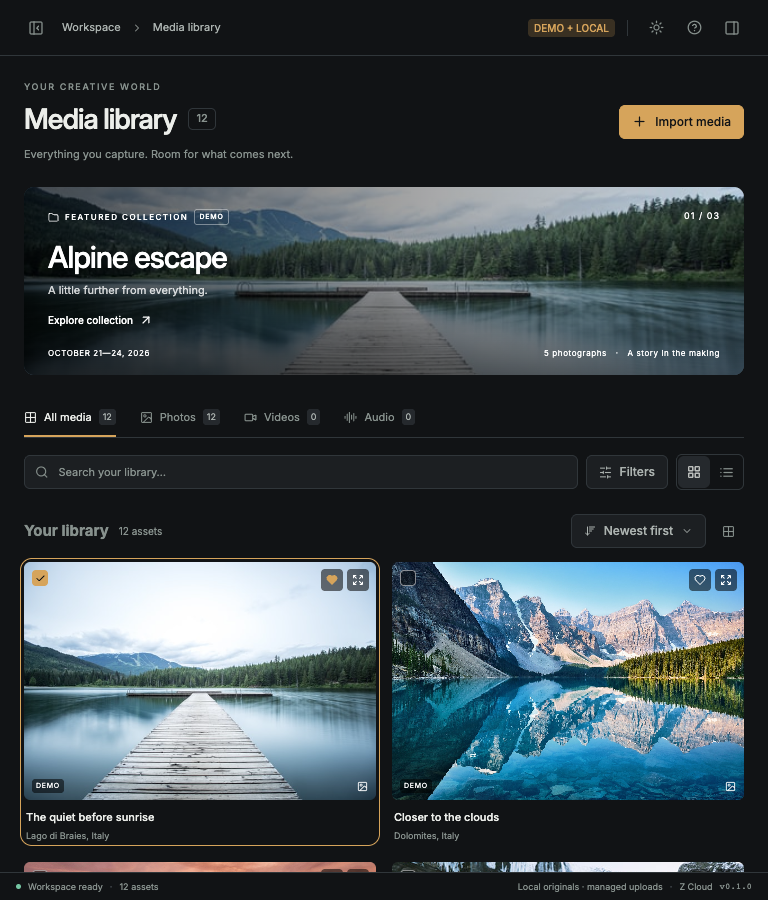 Workspace > Media library
DEMO + LOCAL
YOUR CREATIVE WORLD
Media library 12
Import media
Everything you capture. Room for what comes next.
FEATURED COLLECTION DEMO
01 / 03
Alpine escape
A little further from everything.
Explore collection
OCTOBER 21—24, 2026
5 photographs · A story in the making
All media 12 Photos 12 Videos 0 Audio 0
Search your library...
Filters
Your library 12 assets
Newest first
DEMO
DEMO
The quiet before sunrise
Lago di Braies, Italy
Closer to the clouds
Dolomites, Italy
Workspace ready · 12 assets
Local originals · managed uploads · Z Cloud v0.1.0